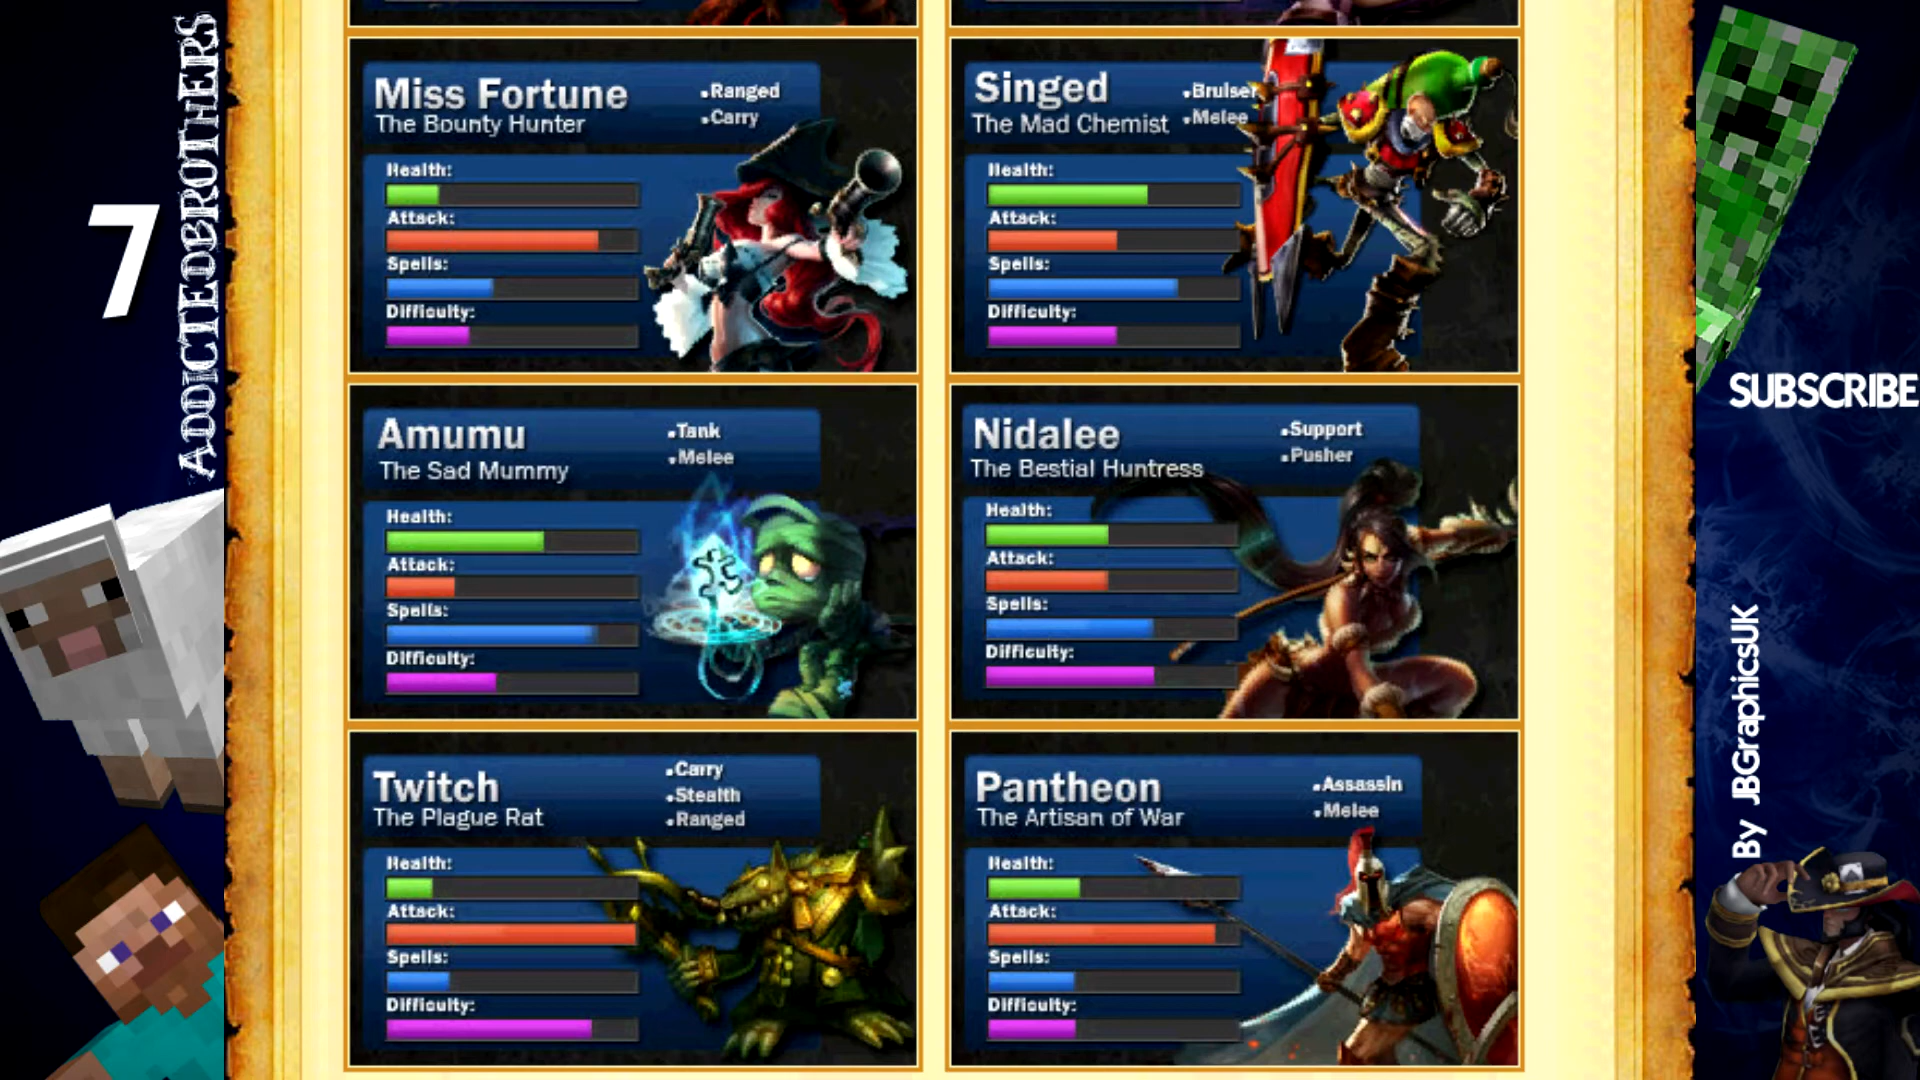 7
ADDICTEDBROTHERS
Miss Fortune
The Bounty Hunter
•Ranged
•Carry
Health:
Attack:
Spells:
Difficulty:
Singed
The Mad Chemist
•Bruiser
•Melee
Health:
Attack:
Spells:
Difficulty:
Amumu
The Sad Mummy
•Tank
•Melee
Health:
Attack:
Spells:
Difficulty:
Nidalee
The Bestial Huntress
•Support
•Pusher
Health:
Attack:
Spells:
Difficulty:
Twitch
The Plague Rat
•Carry
•Stealth
•Ranged
Health:
Attack:
Spells:
Difficulty:
Pantheon
The Artisan of War
•Assassin
•Melee
Health:
Attack:
Spells:
Difficulty:
SUBSCRIBE
By JBGraphicsUK